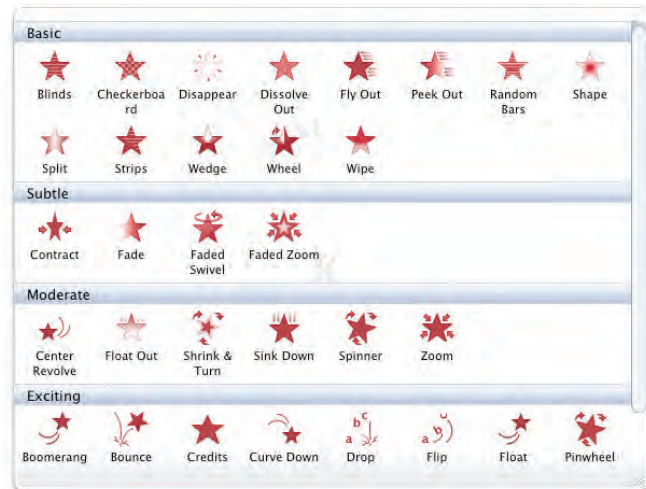 Basic
Blinds Checkerboa Disappear Dissolve Fly Out Peek Out Random Shape
rd Out Bars
Split Strips Wedge Wheel Wipe
Subtle
Contract Fade Faded Faded Zoom
Swivel
Moderate
Center Float Out Shrink & Sink Down Spinner Zoom
Revolve Turn
Exciting
a b c a b
Boomerang Bounce Credits Curve Down Drop Flip Float Pinwheel